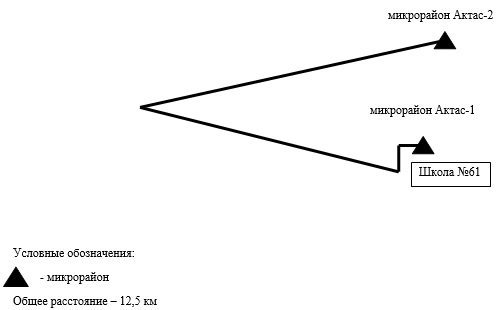 микрорайон Актас-2
микрорайон Актас-1
Школа №61
Условные обозначения:
- микрорайон
Общее расстояние – 12,5 км